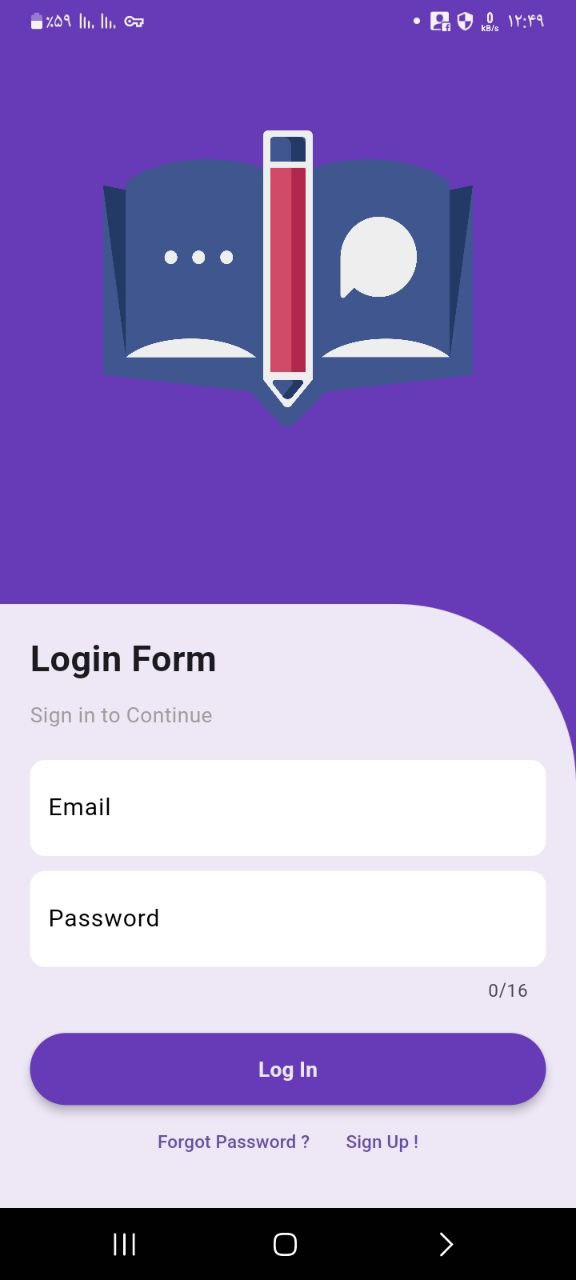 ٪۵۹
0
kB/s
۱۲:۴۹
Login Form
Sign in to Continue
Email
Password
0/16
Log In
Forgot Password ?
Sign Up !